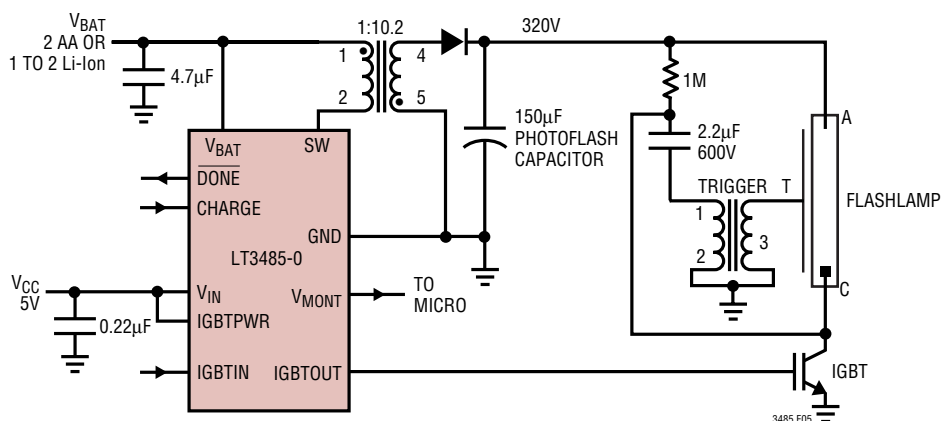 VBAT
2 AA OR
1 TO 2 Li-Ion
4.7µF
1:10.2
1
4
2
5
320V
150µF
PHOTOFLASH
CAPACITOR
1M
2.2µF
600V
A
TRIGGER
T
1
2
3
FLASHLAMP
C
VBAT
SW
DONE
CHARGE
GND
LT3485-0
VCC
5V
0.22µF
VIN
IGBTPWR
VMONT
TO
MICRO
IGBTIN
IGBTOUT
IGBT
3485 F05